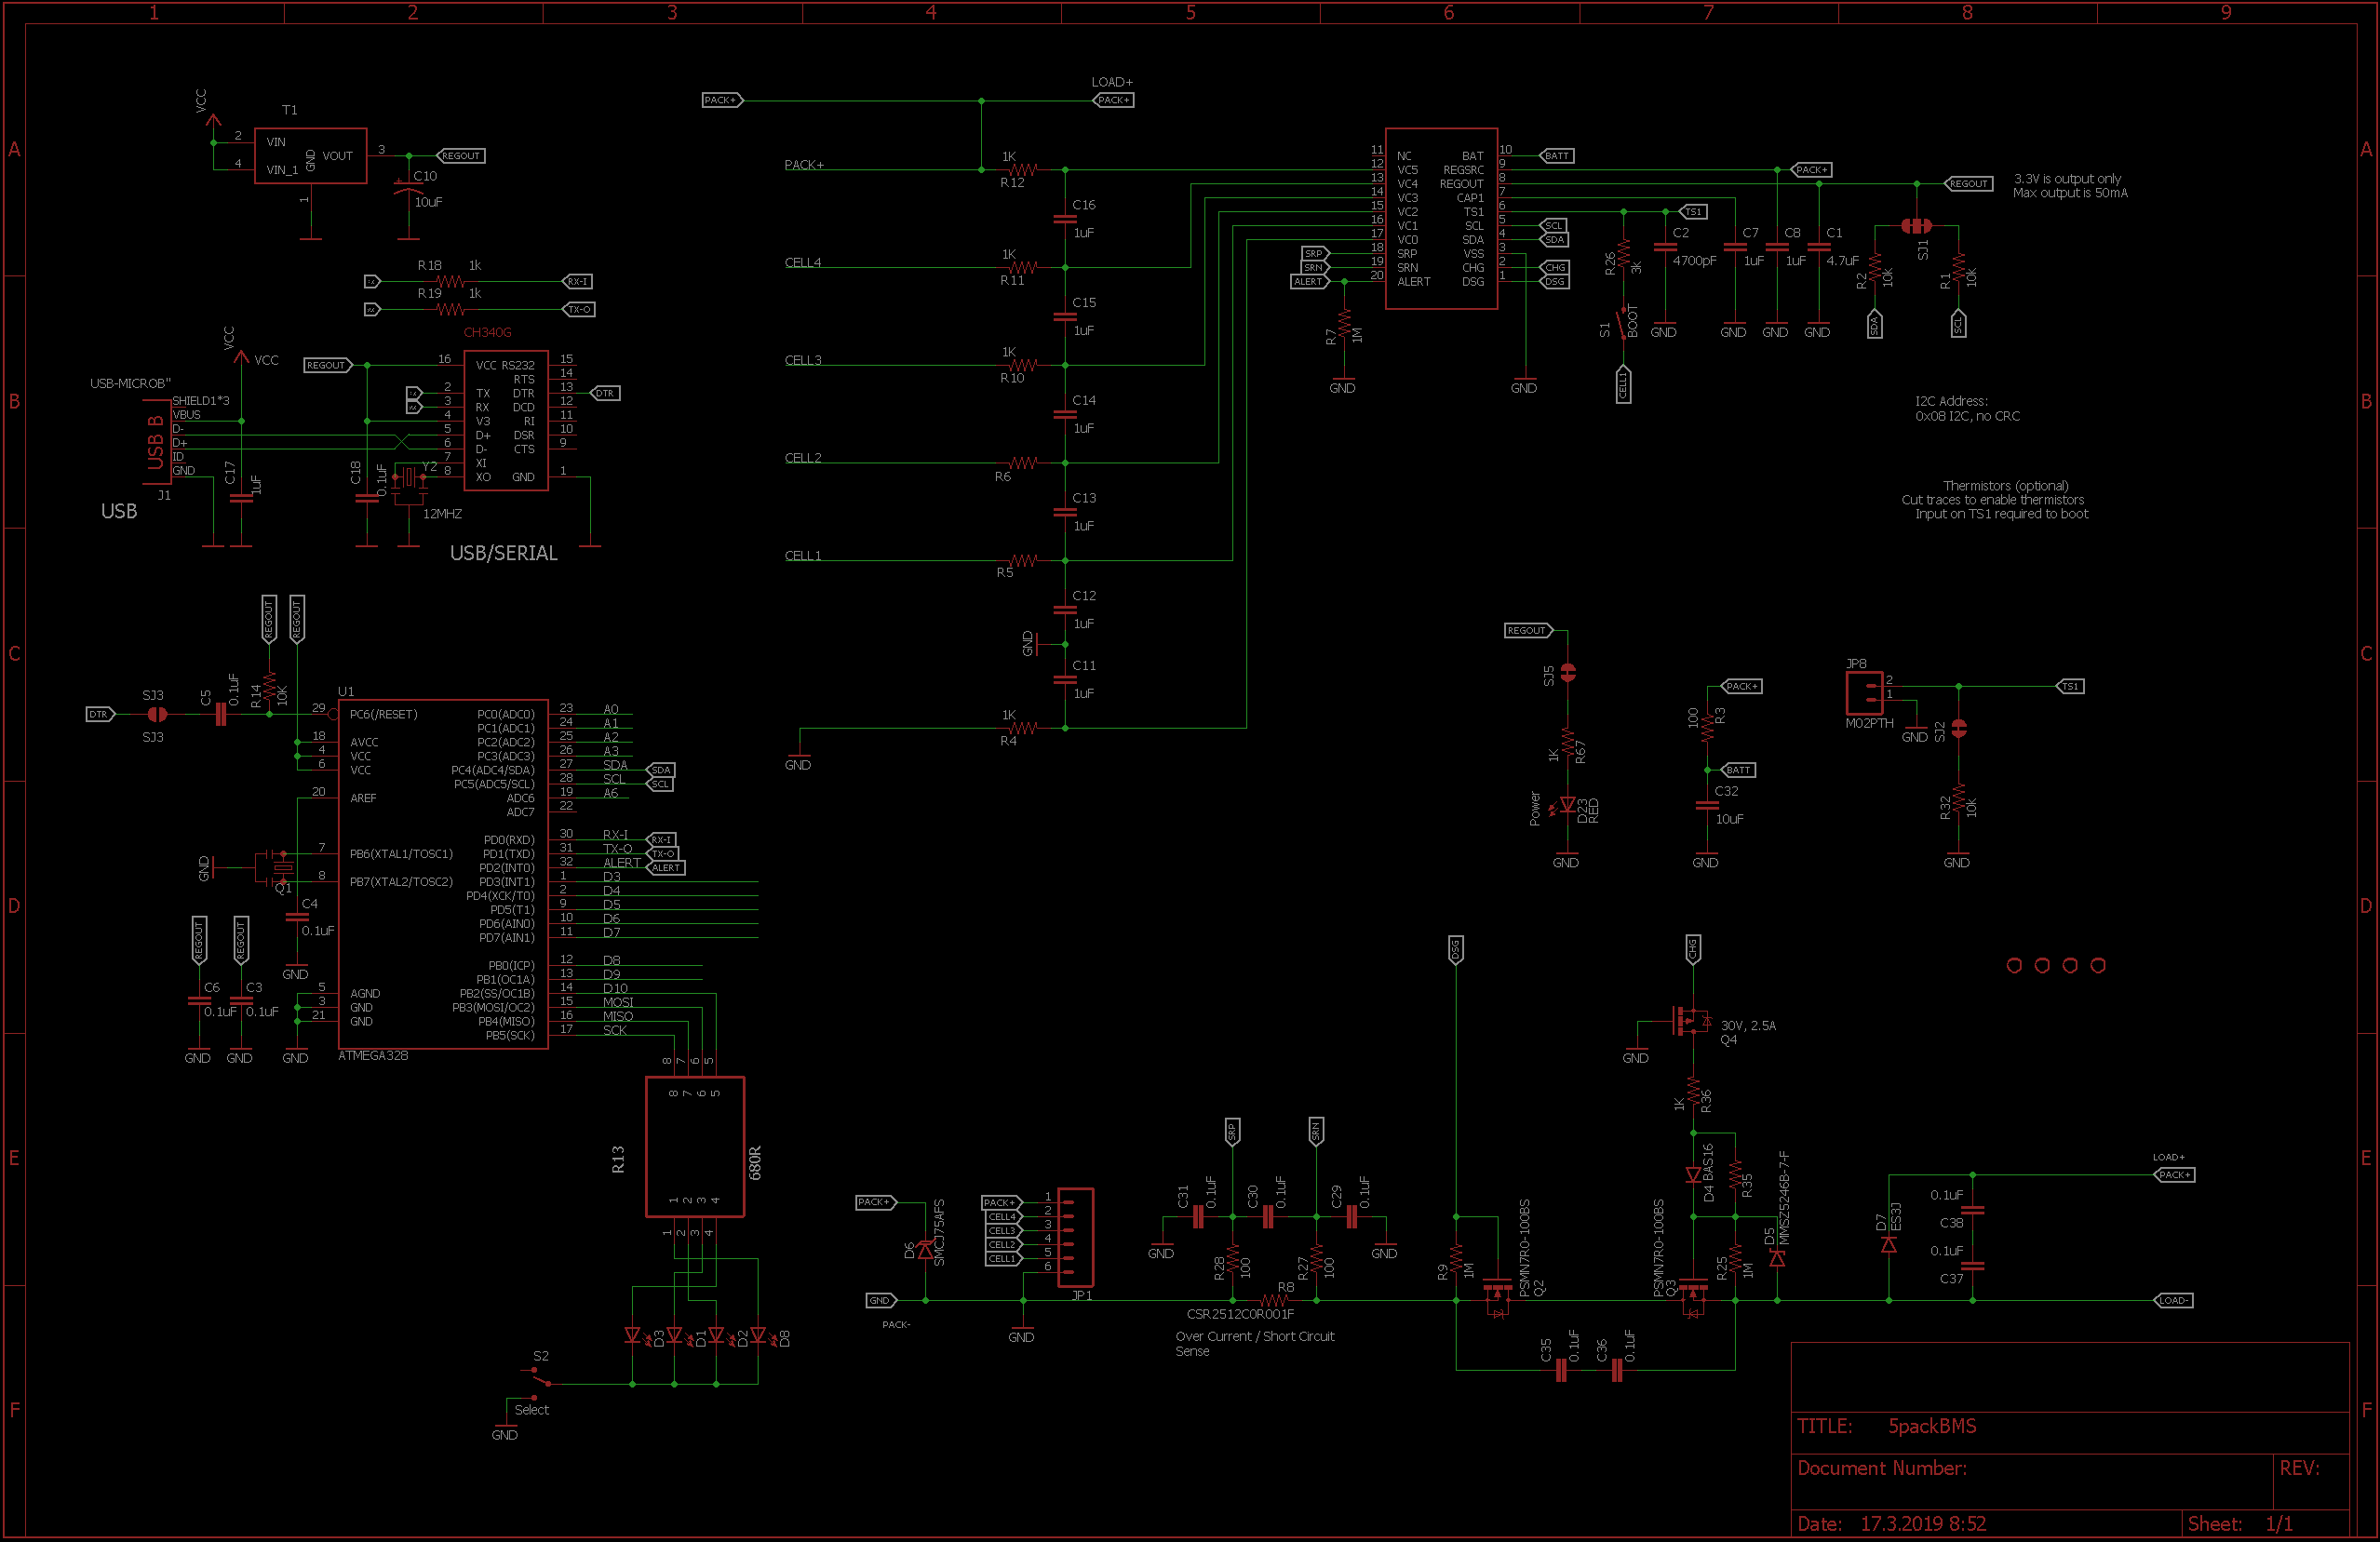 1 2 3 4 5 6 7 8 9
A
B
C
D
E
F
A
B
C
D
E
F
VCC
T1
2 VIN
4 VIN_1
GND
VOUT 3
1
REGOUT
C10
10uF
R18 1k
RX-I
R19 1k
TX-O
CH340G
VCC
VCC
REGOUT
USB-MICROB"
USB B
SHIELD1*3
VBUS
D-
D+
ID
GND
J1
USB
C17
1uF
C18
0.1uF
Y2
12MHZ
16 VCC RS232 15
RTS 14
2 TX DTR 13
3 RX DCD 12
4 V3 RI 11
5 D+ DSR 10
6 D- CTS 9
7 XI
8 XO GND 1
DTR
USB/SERIAL
PACK+
LOAD+
PACK+
PACK+
1K
R12
C16
1uF
CELL4
1K
R11
C15
1uF
CELL3
1K
R10
C14
1uF
CELL2
R6
C13
1uF
CELL1
R5
C12
1uF
GND
C11
1uF
1K
R4
GND
11 NC BAT 10
12 VC5 REGSRC 9
13 VC4 REGOUT 8
14 VC3 CAP1 7
15 VC2 TS1 6
16 VC1 SCL 5
17 VC0 SDA 4
18 SRP VSS 3
19 SRN CHG 2
20 ALERT DSG 1
SRP
SRN
ALERT
R7
1M
GND
GND
BATT
PACK+
REGOUT
TS1
SCL
SDA
CHG
DSG
R26
3K
S1
BOOT
CELL1
C2
4700pF
GND
C7
1uF
GND
C8
1uF
GND
C1
4.7uF
GND
SJ1
R2
10k
SDA
R1
10k
SCL
3.3V is output only
Max output is 50mA
I2C Address:
0x08 I2C, no CRC
Thermistors (optional)
Cut traces to enable thermistors
Input on TS1 required to boot
REGOUT
REGOUT
DTR
SJ3
SJ3
C5
0.1uF
R14
10K
U1
29 PC6(/RESET)
18 AVCC
4 VCC
6 VCC
20 AREF
7 PB6(XTAL1/TOSC1)
8 PB7(XTAL2/TOSC2)
5 AGND
3 GND
21 GND
PC0(ADC0) 23 A0
PC1(ADC1) 24 A1
PC2(ADC2) 25 A2
PC3(ADC3) 26 A3
PC4(ADC4/SDA) 27 SDA SDA
PC5(ADC5/SCL) 28 SCL SCL
ADC6 19 A6
ADC7 22
PD0(RXD) 30 RX-I RX-I
PD1(TXD) 31 TX-O TX-O
PD2(INT0) 32 ALERT ALERT
PD3(INT1) 1 D3
PD4(XCK/T0) 2 D4
PD5(T1) 9 D5
PD6(AIN0) 10 D6
PD7(AIN1) 11 D7
PB0(ICP) 12 D8
PB1(OC1A) 13 D9
PB2(SS/OC1B) 14 D10
PB3(MOSI/OC2) 15 MOSI
PB4(MISO) 16 MISO
PB5(SCK) 17 SCK
ATMEGA328
GND
Q1
C4
0.1uF
GND
REGOUT
REGOUT
C6
0.1uF
C3
0.1uF
GND
GND
GND
8 7 6 5
8 7 6 5
R13
680R
1 2 3 4
1 2 3 4
D3
D1
D2
D8
S2
Select
GND
REGOUT
SJ5
1K
R67
Power
D23
RED
GND
PACK+
100
R3
BATT
C32
10uF
GND
JP8
2
1
M02PTH
GND
SJ2
TS1
R32
10k
GND
DSG
CHG
GND
30V, 2.5A
Q4
1K
R36
D4 BAS16
R35
D5
MMSZ5246B-7-F
R25
1M
PSMN7R0-100BS
Q3
PSMN7R0-100BS
Q2
R9
1M
C35
0.1uF
C36
0.1uF
PACK+
D6
SMCJ75AFS
GND
PACK-
PACK+ 1
CELL4 2
CELL3 3
CELL2 4
CELL1 5
6
JP1
GND
SRP
SRN
C31
0.1uF
C30
0.1uF
C29
0.1uF
GND
GND
R28
100
R27
100
R8
CSR2512C0R001F
Over Current / Short Circuit
Sense
LOAD+
PACK+
D7
ES3J
0.1uF
C38
0.1uF
C37
LOAD-
TITLE: 5packBMS
Document Number:
REV:
Date: 17.3.2019 8:52
Sheet: 1/1